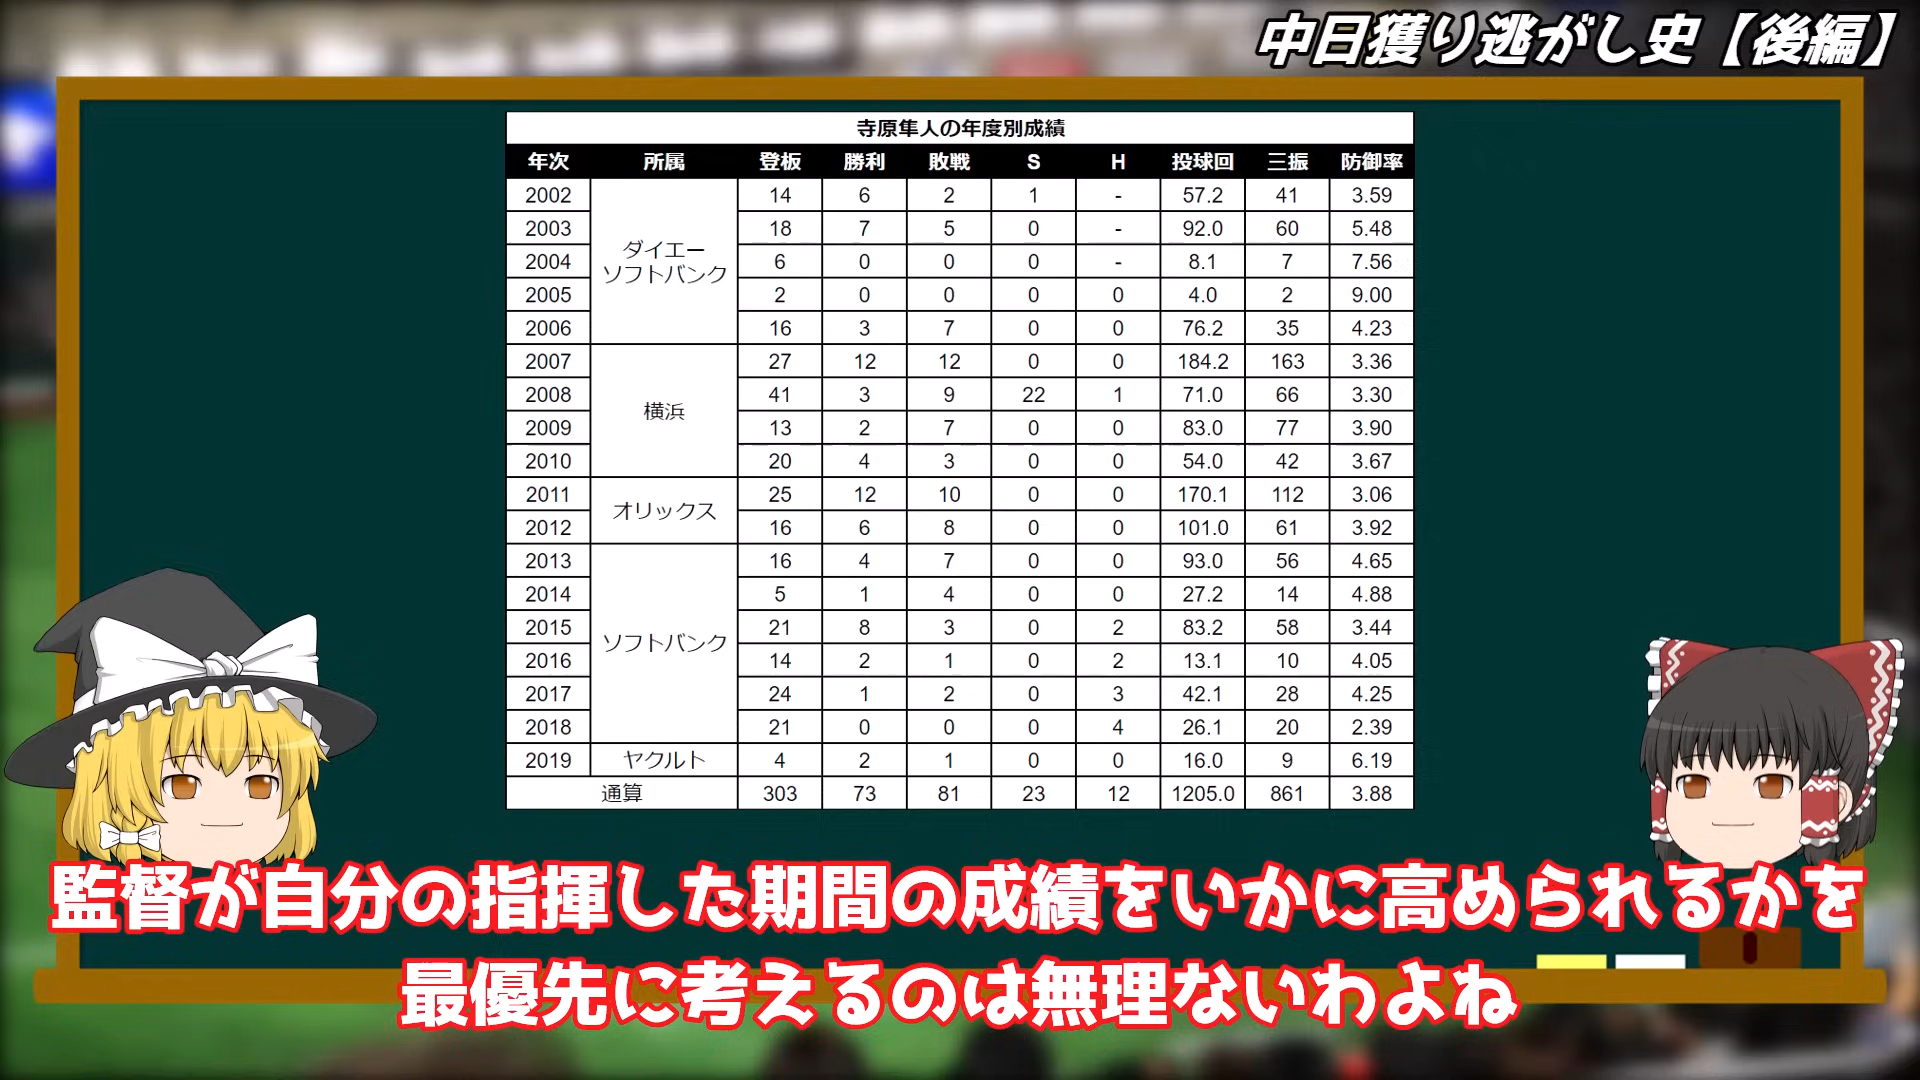 中日獲り逃がし史【後編】
寺原隼人の年度別成績
年次 所属 登板 勝利 敗戦 S H 投球回 三振 防御率
2002 14 6 2 1 - 57.2 41 3.59
2003 18 7 5 0 - 92.0 60 5.48
ダイエー
ソフトバンク
2004 6 0 0 0 - 8.1 7 7.56
2005 2 0 0 0 0 4.0 2 9.00
2006 16 3 7 0 0 76.2 35 4.23
2007 27 12 12 0 0 184.2 163 3.36
2008 41 3 9 22 1 71.0 66 3.30
横浜
2009 13 2 7 0 0 83.0 77 3.90
2010 20 4 3 0 0 54.0 42 3.67
2011 25 12 10 0 0 170.1 112 3.06
オリックス
2012 16 6 8 0 0 101.0 61 3.92
2013 16 4 7 0 0 93.0 56 4.65
2014 5 1 4 0 0 27.2 14 4.88
2015 21 8 3 0 2 83.2 58 3.44
ソフトバンク
2016 14 2 1 0 2 13.1 10 4.05
2017 24 1 2 0 3 42.1 28 4.25
2018 21 0 0 0 4 26.1 20 2.39
2019 ヤクルト 4 2 1 0 0 16.0 9 6.19
通算 303 73 81 23 12 1205.0 861 3.88
監督が自分の指揮した期間の成績をいかに高められるかを
最優先に考えるのは無理ないわよね